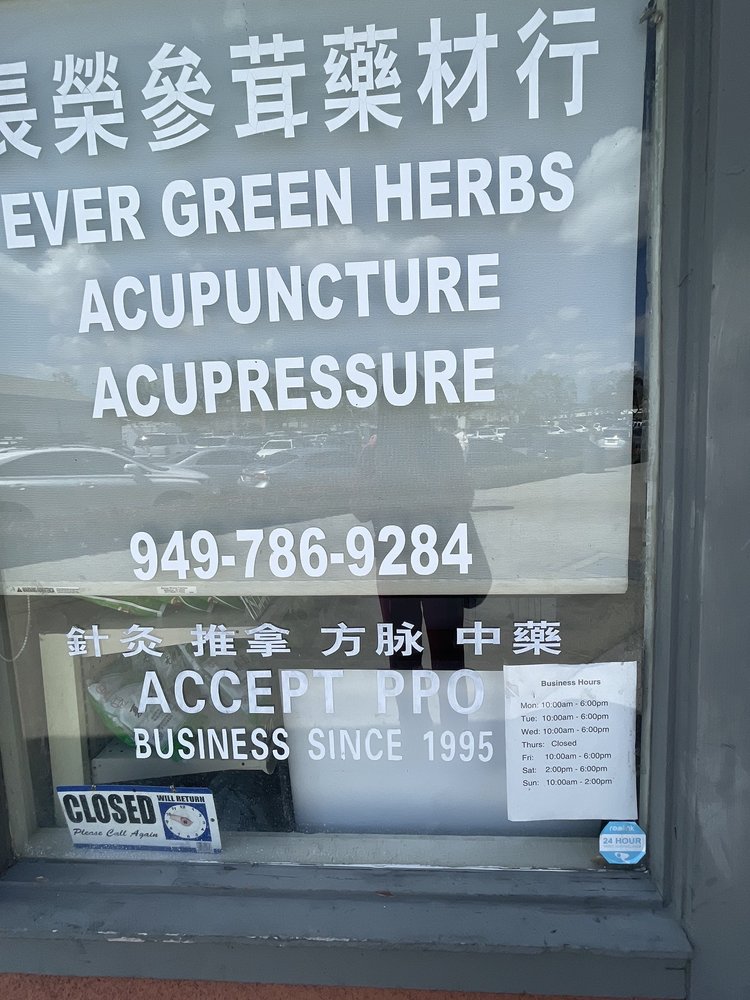 長榮參茸藥材行
EVER GREEN HERBS
ACUPUNCTURE
ACUPRESSURE
949-786-9284
針灸 推拿 方脉 中藥
ACCEPT PPO
BUSINESS SINCE 1995
Business Hours
Mon: 10:00am - 6:00pm
Tue: 10:00am - 6:00pm
Wed: 10:00am - 6:00pm
Thurs: Closed
Fri: 10:00am - 6:00pm
Sat: 2:00pm - 6:00pm
Sun: 10:00am - 2:00pm
CLOSED WILL RETURN
Please Call Again
reolink
24 HOUR